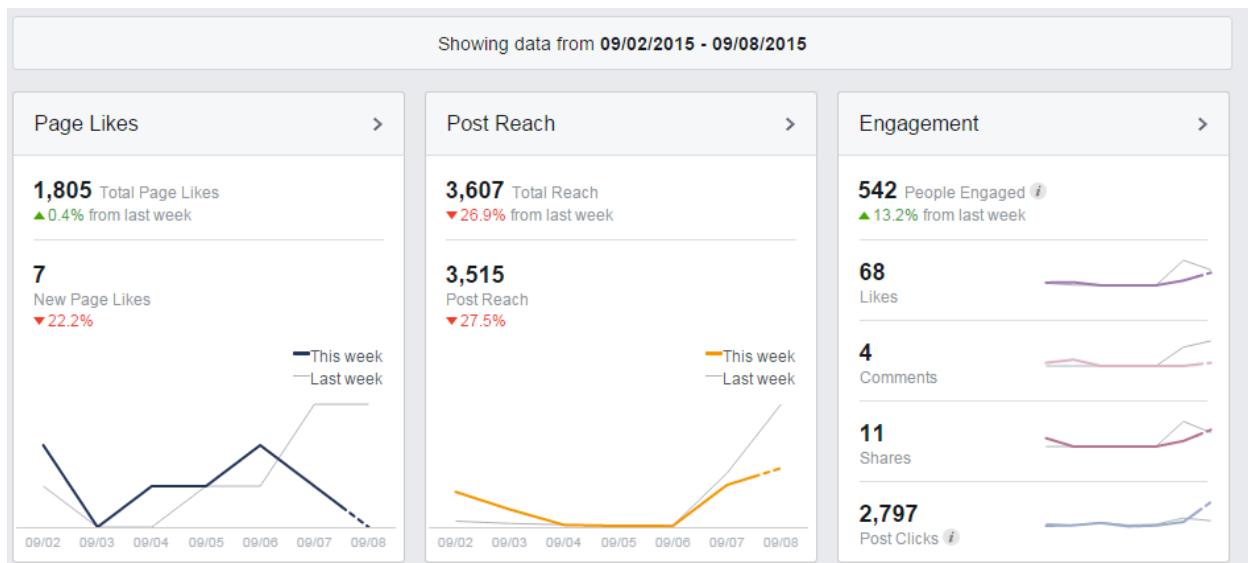 Showing data from 09/02/2015 - 09/08/2015
Page Likes
1,805 Total Page Likes
0.4% from last week
7
New Page Likes
22.2%
This week
Last week
09/02 09/03 09/04 09/05 09/06 09/07 09/08
Post Reach
3,607 Total Reach
26.9% from last week
3,515
Post Reach
27.5%
This week
Last week
09/02 09/03 09/04 09/05 09/06 09/07 09/08
Engagement
542 People Engaged i
13.2% from last week
68
Likes
4
Comments
11
Shares
2,797
Post Clicks i